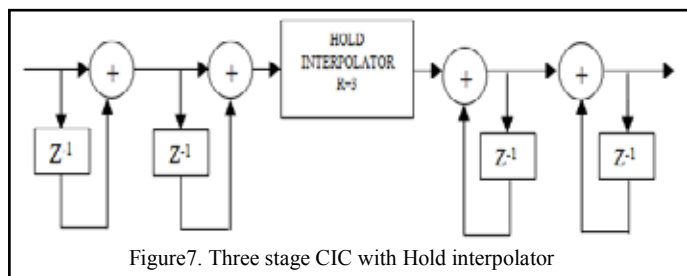 HOLD
INTERPOLATOR
R=3
+
+
+
+
Z-1
Z-1
Z-1
Z-1
Figure7. Three stage CIC with Hold interpolator